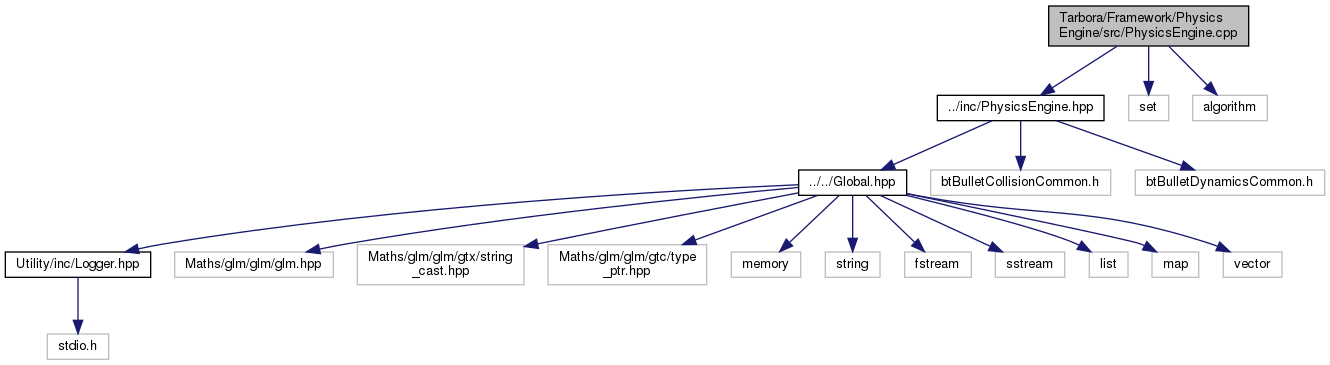 Tarbora/Framework/Physics
Engine/src/PhysicsEngine.cpp
../inc/PhysicsEngine.hpp
set
algorithm
../../Global.hpp
btBulletCollisionCommon.h
btBulletDynamicsCommon.h
Utility/inc/Logger.hpp
Maths/glm/glm/glm.hpp
Maths/glm/glm/gtx/string
_cast.hpp
Maths/glm/glm/gtc/type
_ptr.hpp
memory
string
fstream
sstream
list
map
vector
stdio.h